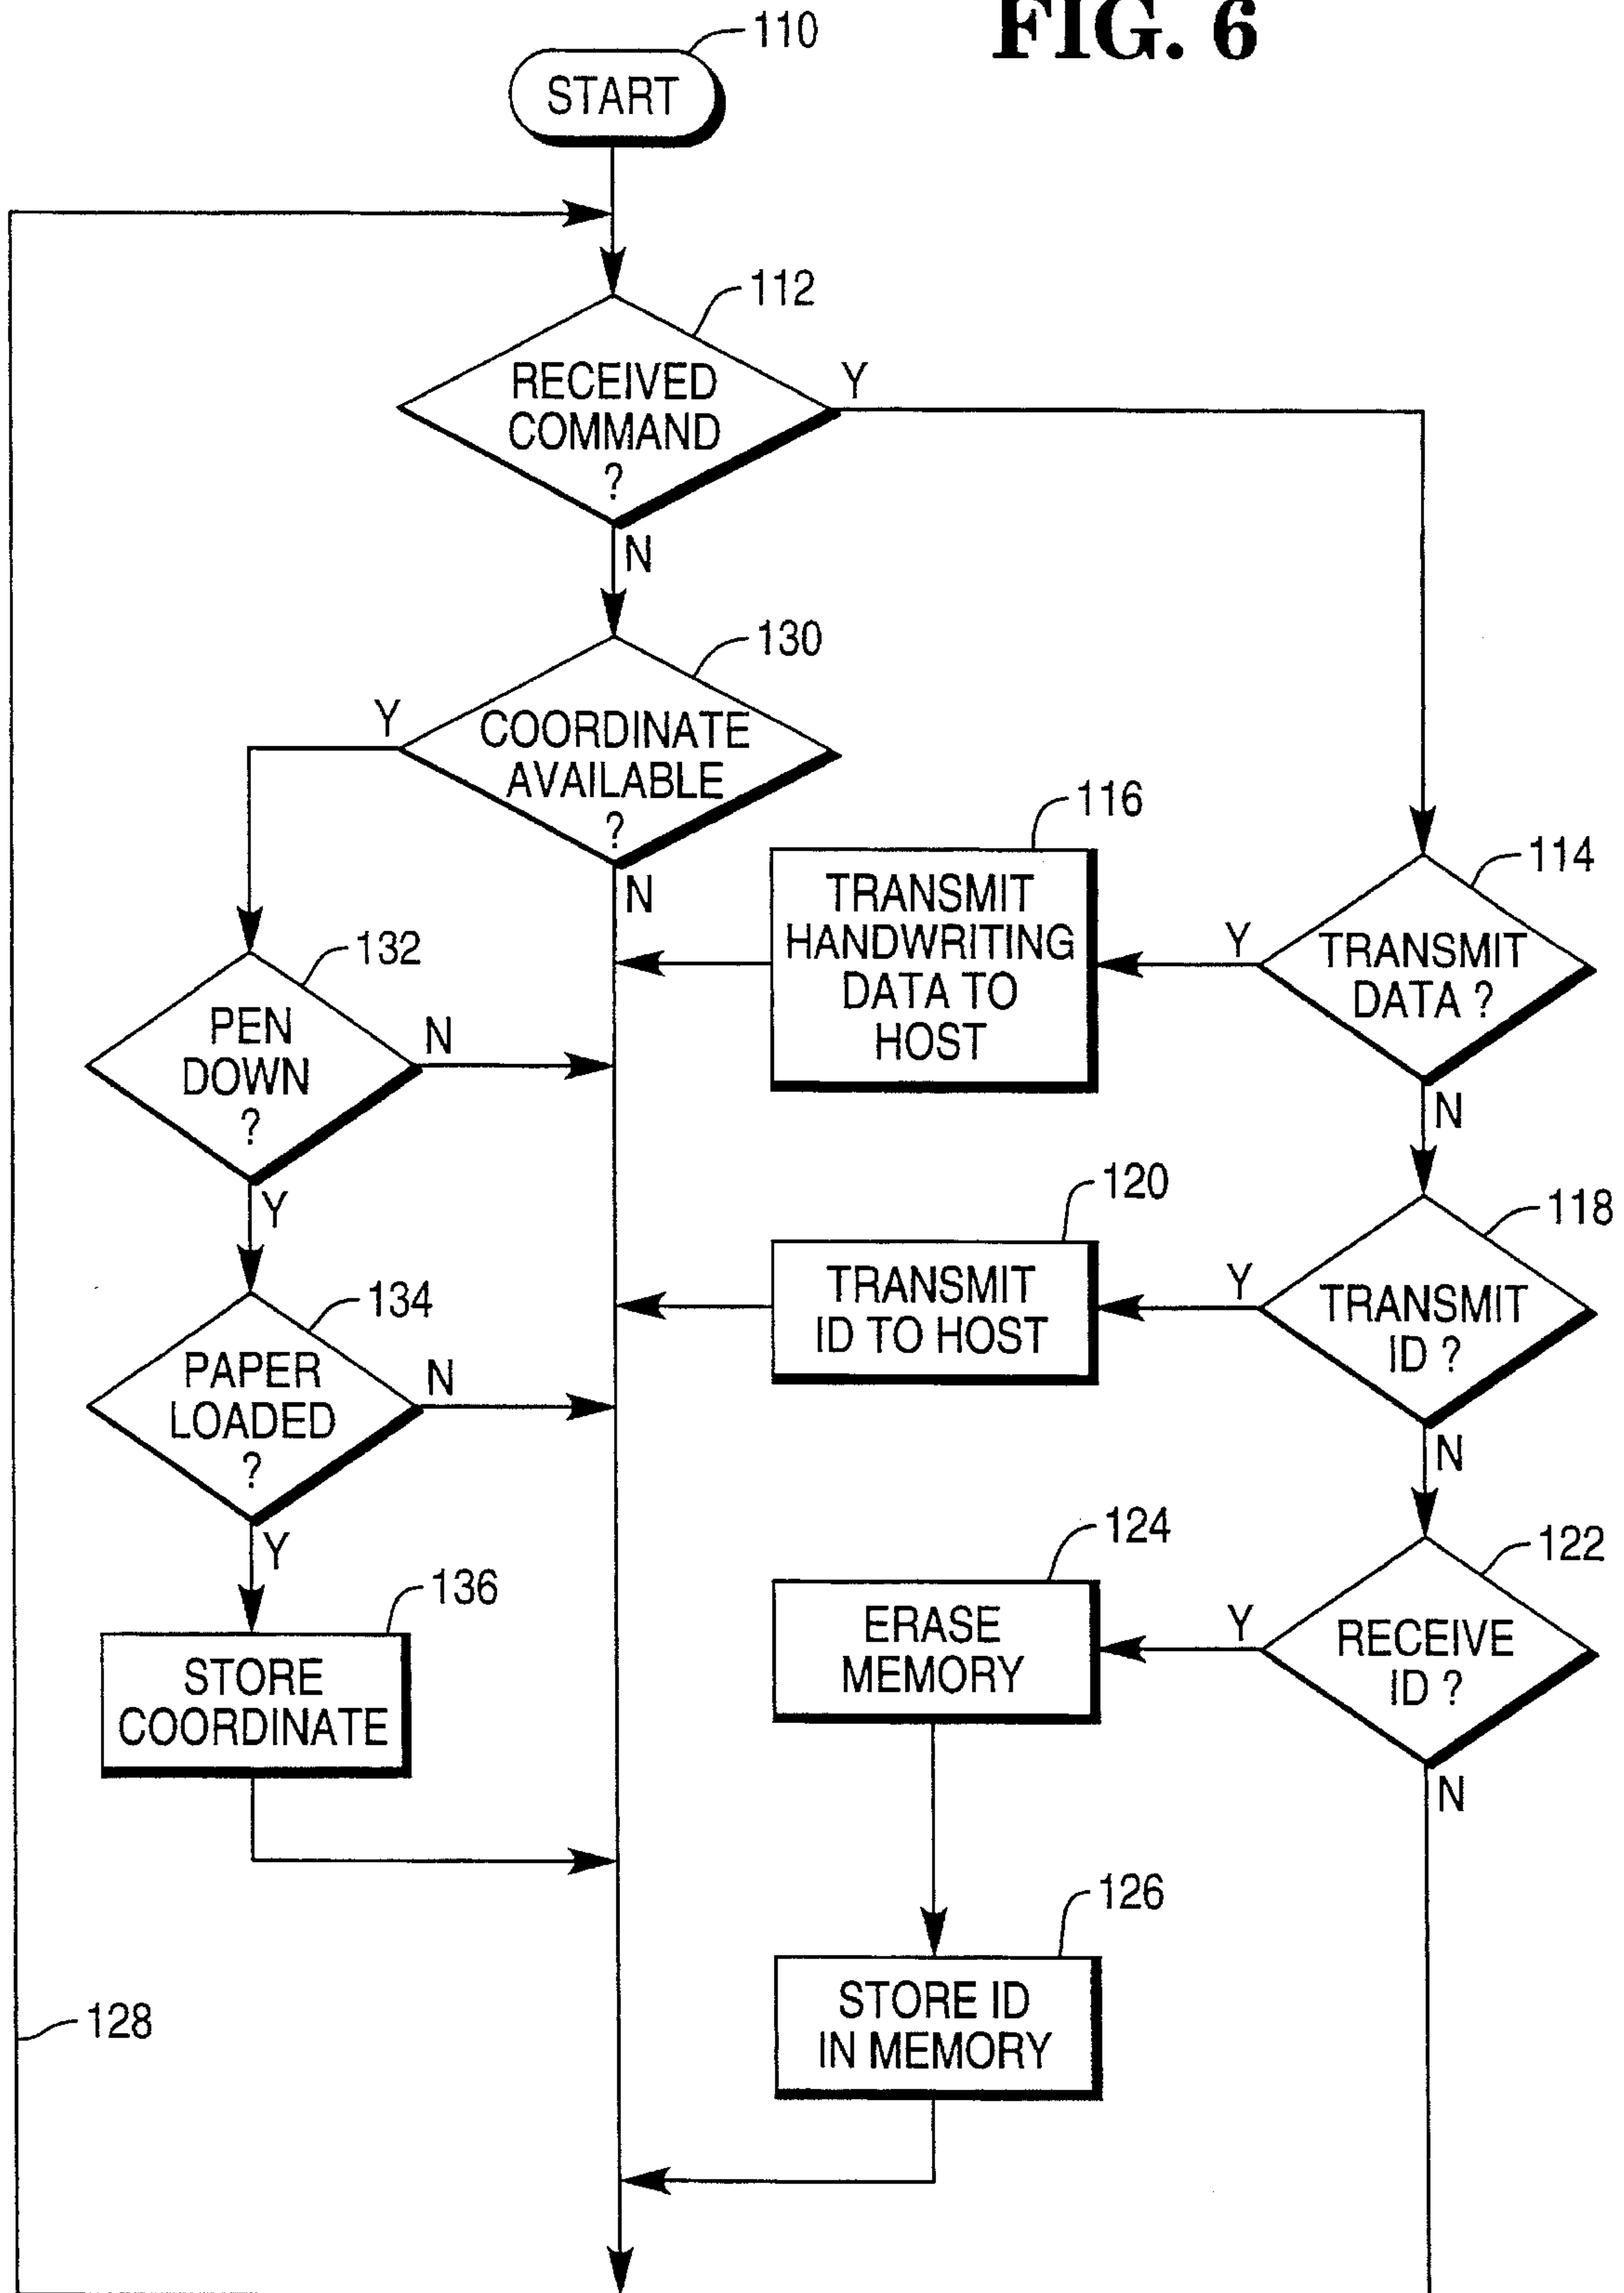 FIG. 6
110
START
112
RECEIVED
COMMAND
?
Y
N
130
COORDINATE
AVAILABLE
?
Y
N
116
TRANSMIT
HANDWRITING
DATA TO
HOST
114
TRANSMIT
DATA ?
Y
N
132
PEN
DOWN
?
N
Y
120
TRANSMIT
ID TO HOST
118
TRANSMIT
ID ?
Y
N
134
PAPER
LOADED
?
N
Y
124
ERASE
MEMORY
122
RECEIVE
ID ?
Y
N
136
STORE
COORDINATE
126
STORE ID
IN MEMORY
128